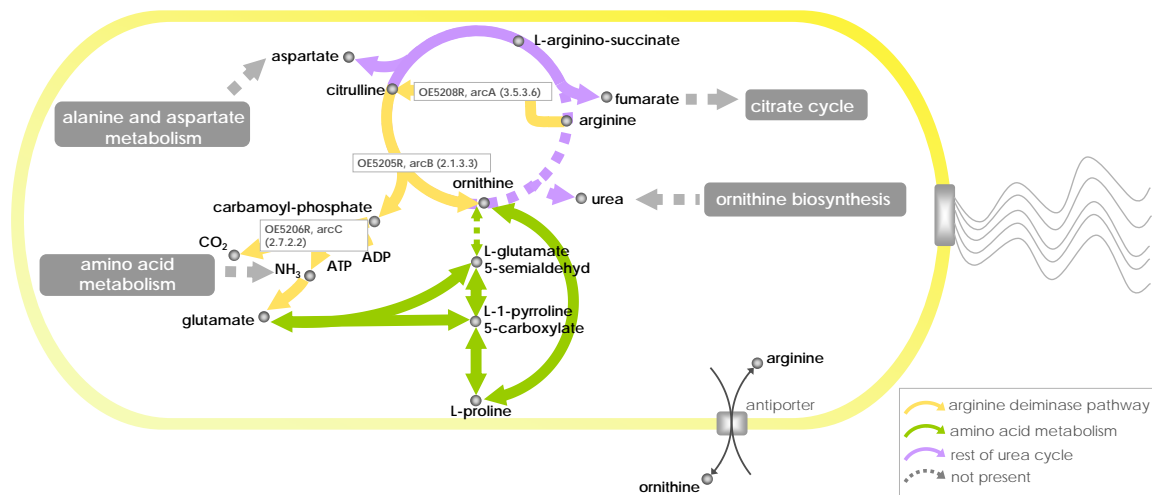 L-arginino-succinate
aspartate
citrulline
OE5208R, arcA (3.5.3.6)
fumarate
citrate cycle
alanine and aspartate
metabolism
arginine
OE5205R, arcB (2.1.3.3)
ornithine
urea
ornithine biosynthesis
carbamoyl-phosphate
OE5206R, arcC
(2.7.2.2)
CO2
ADP
ATP
NH3
amino acid
metabolism
L-glutamate
5-semialdehyd
glutamate
L-1-pyrroline
5-carboxylate
L-proline
arginine
antiporter
ornithine
arginine deiminase pathway
amino acid metabolism
rest of urea cycle
not present